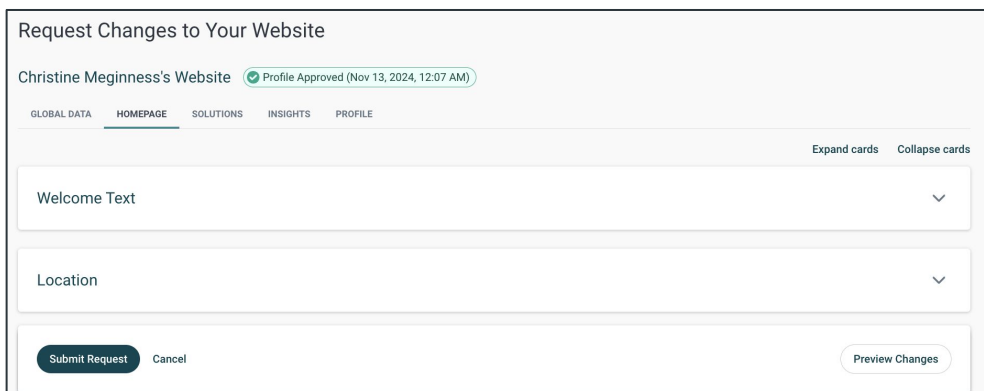 Request Changes to Your Website
Christine Meginness's Website Profile Approved (Nov 13, 2024, 12:07 AM)
GLOBAL DATA HOMEPAGE SOLUTIONS INSIGHTS PROFILE
Expand cards Collapse cards
Welcome Text
Location
Submit Request Cancel Preview Changes